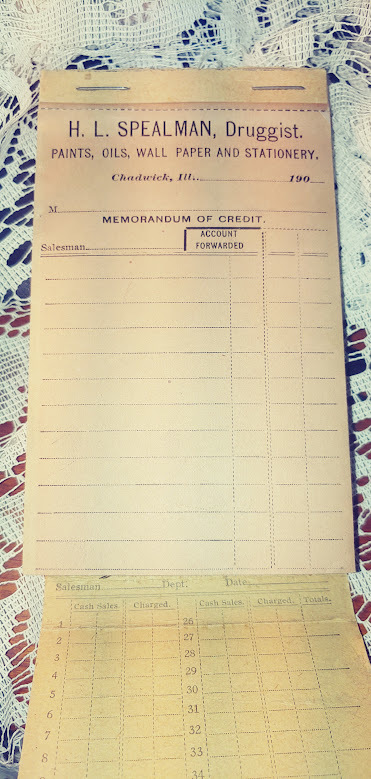 H. L. SPEALMAN, Druggist.
PAINTS, OILS, WALL PAPER AND STATIONERY.
Chadwick, Ill. 190
M
MEMORANDUM OF CREDIT.
ACCOUNT
Salesman FORWARDED
Salesman Dept. Date
Cash Sales. Charged. Cash Sales. Charged. Totals.
1 26
2 27
3 28
4 29
5 30
6 31
7 32
8 33
34